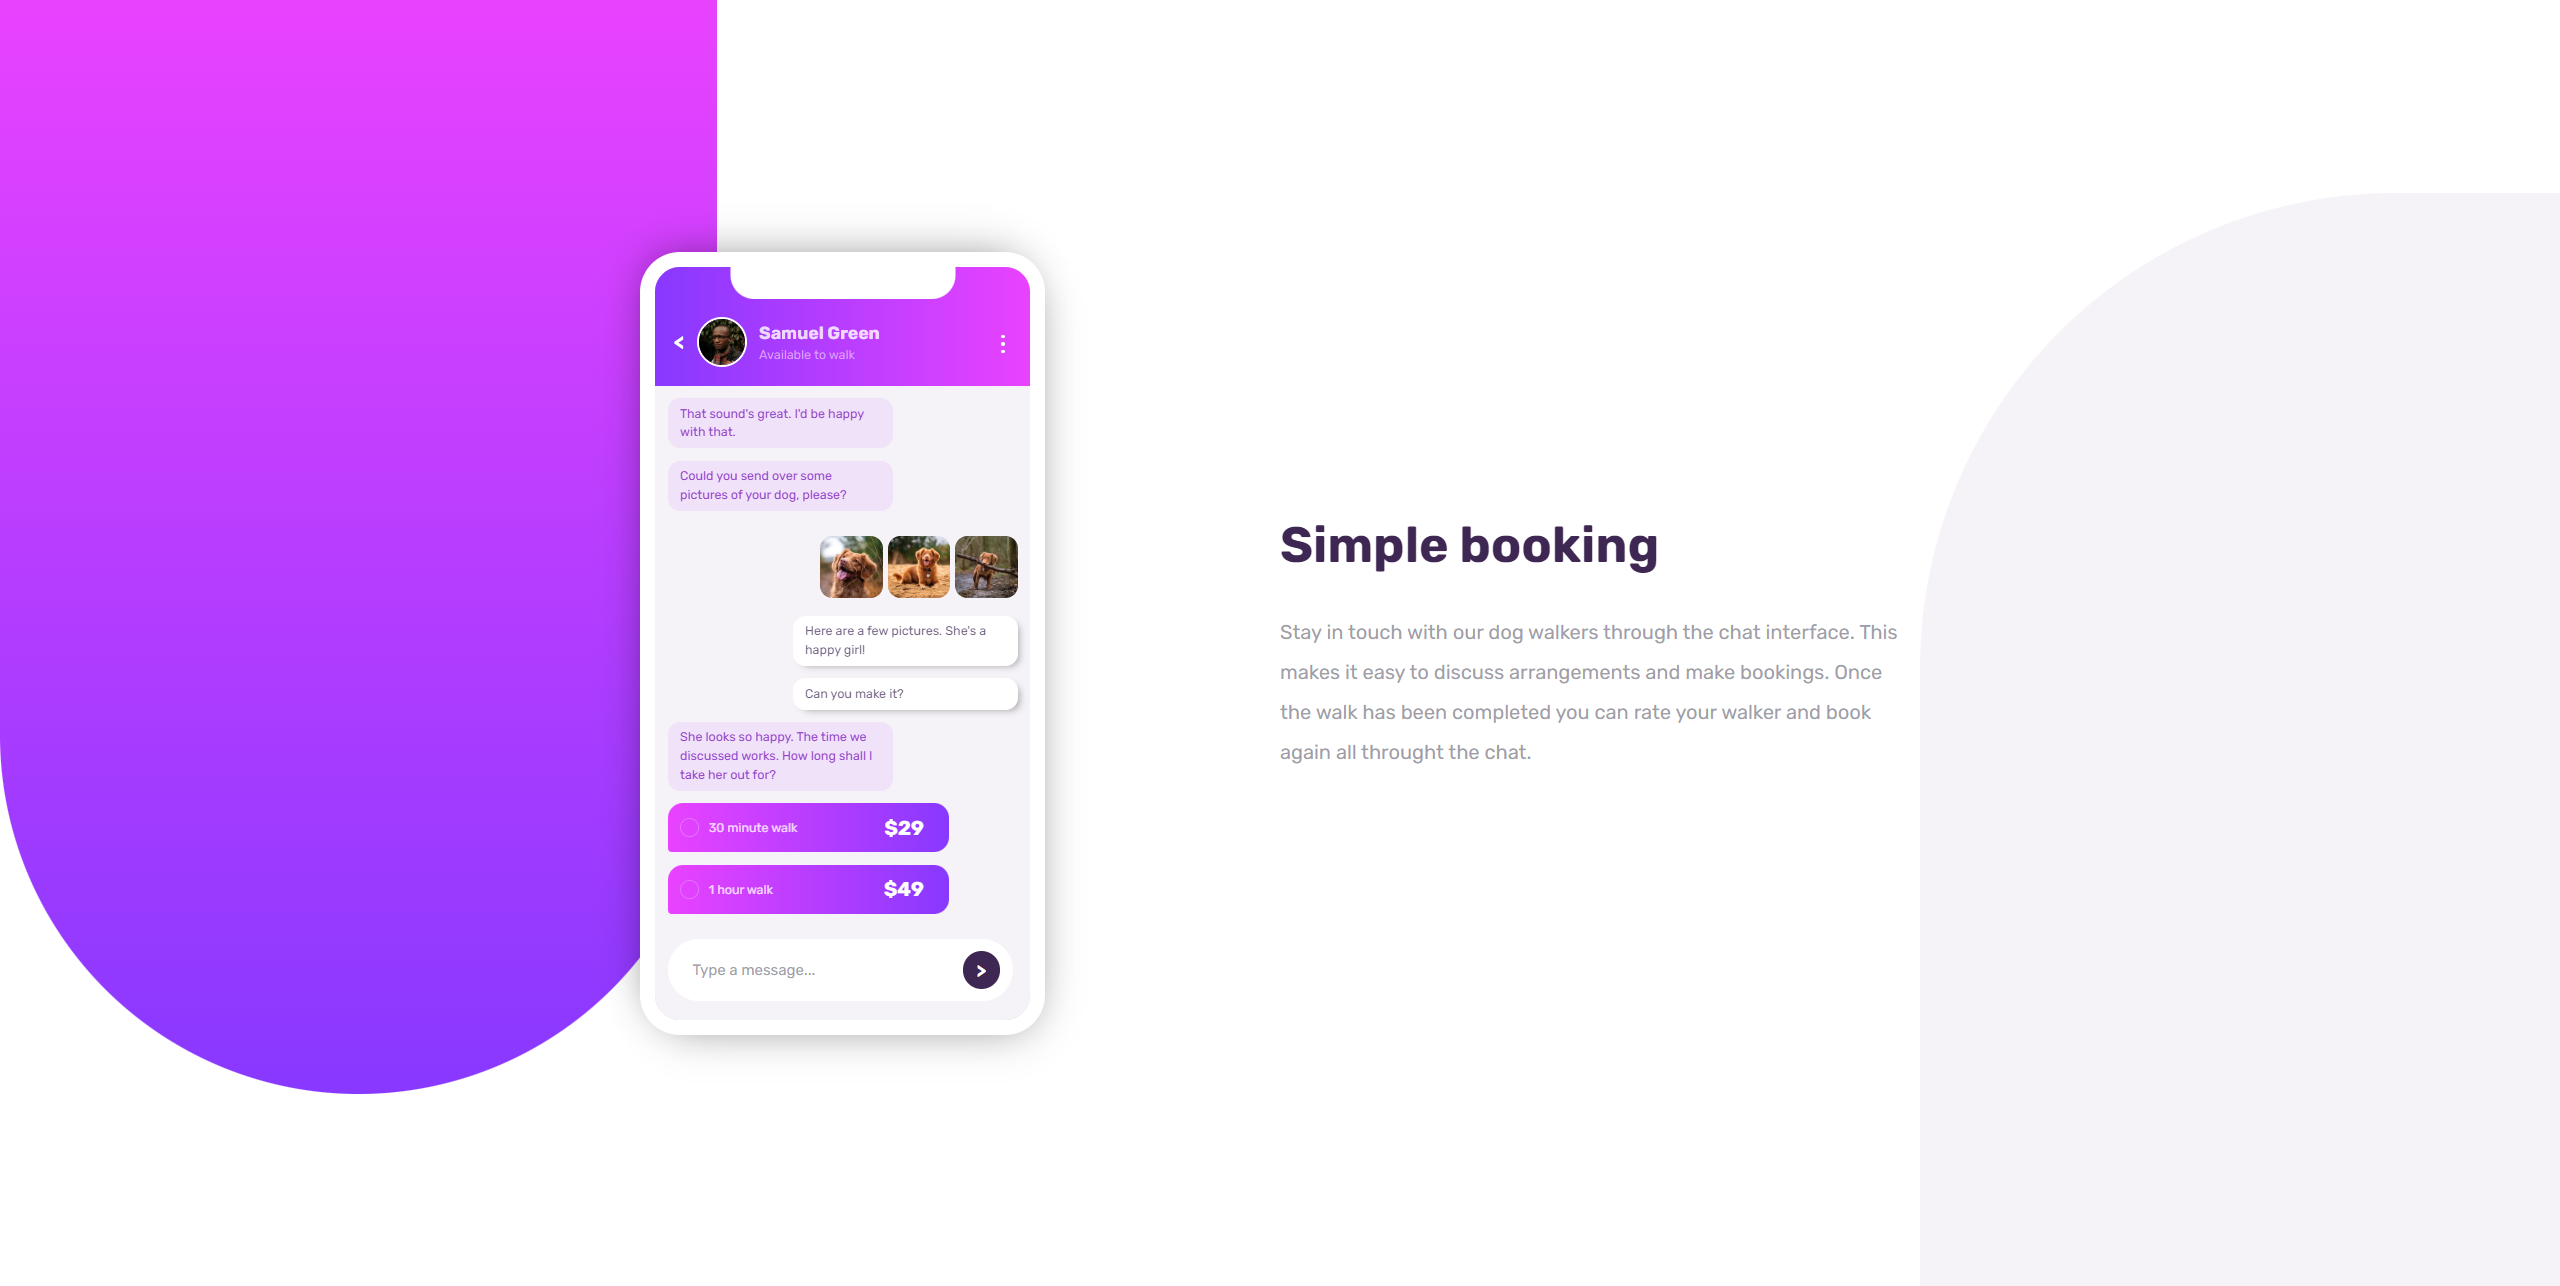 Samuel Green
Available to walk
That sound's great. I'd be happy
with that.
Could you send over some
pictures of your dog, please?
Here are a few pictures. She's a
happy girl!
Can you make it?
She looks so happy. The time we
discussed works. How long shall I
take her out for?
30 minute walk $29
1 hour walk $49
Type a message...
Simple booking
Stay in touch with our dog walkers through the chat interface. This
makes it easy to discuss arrangements and make bookings. Once
the walk has been completed you can rate your walker and book
again all throught the chat.